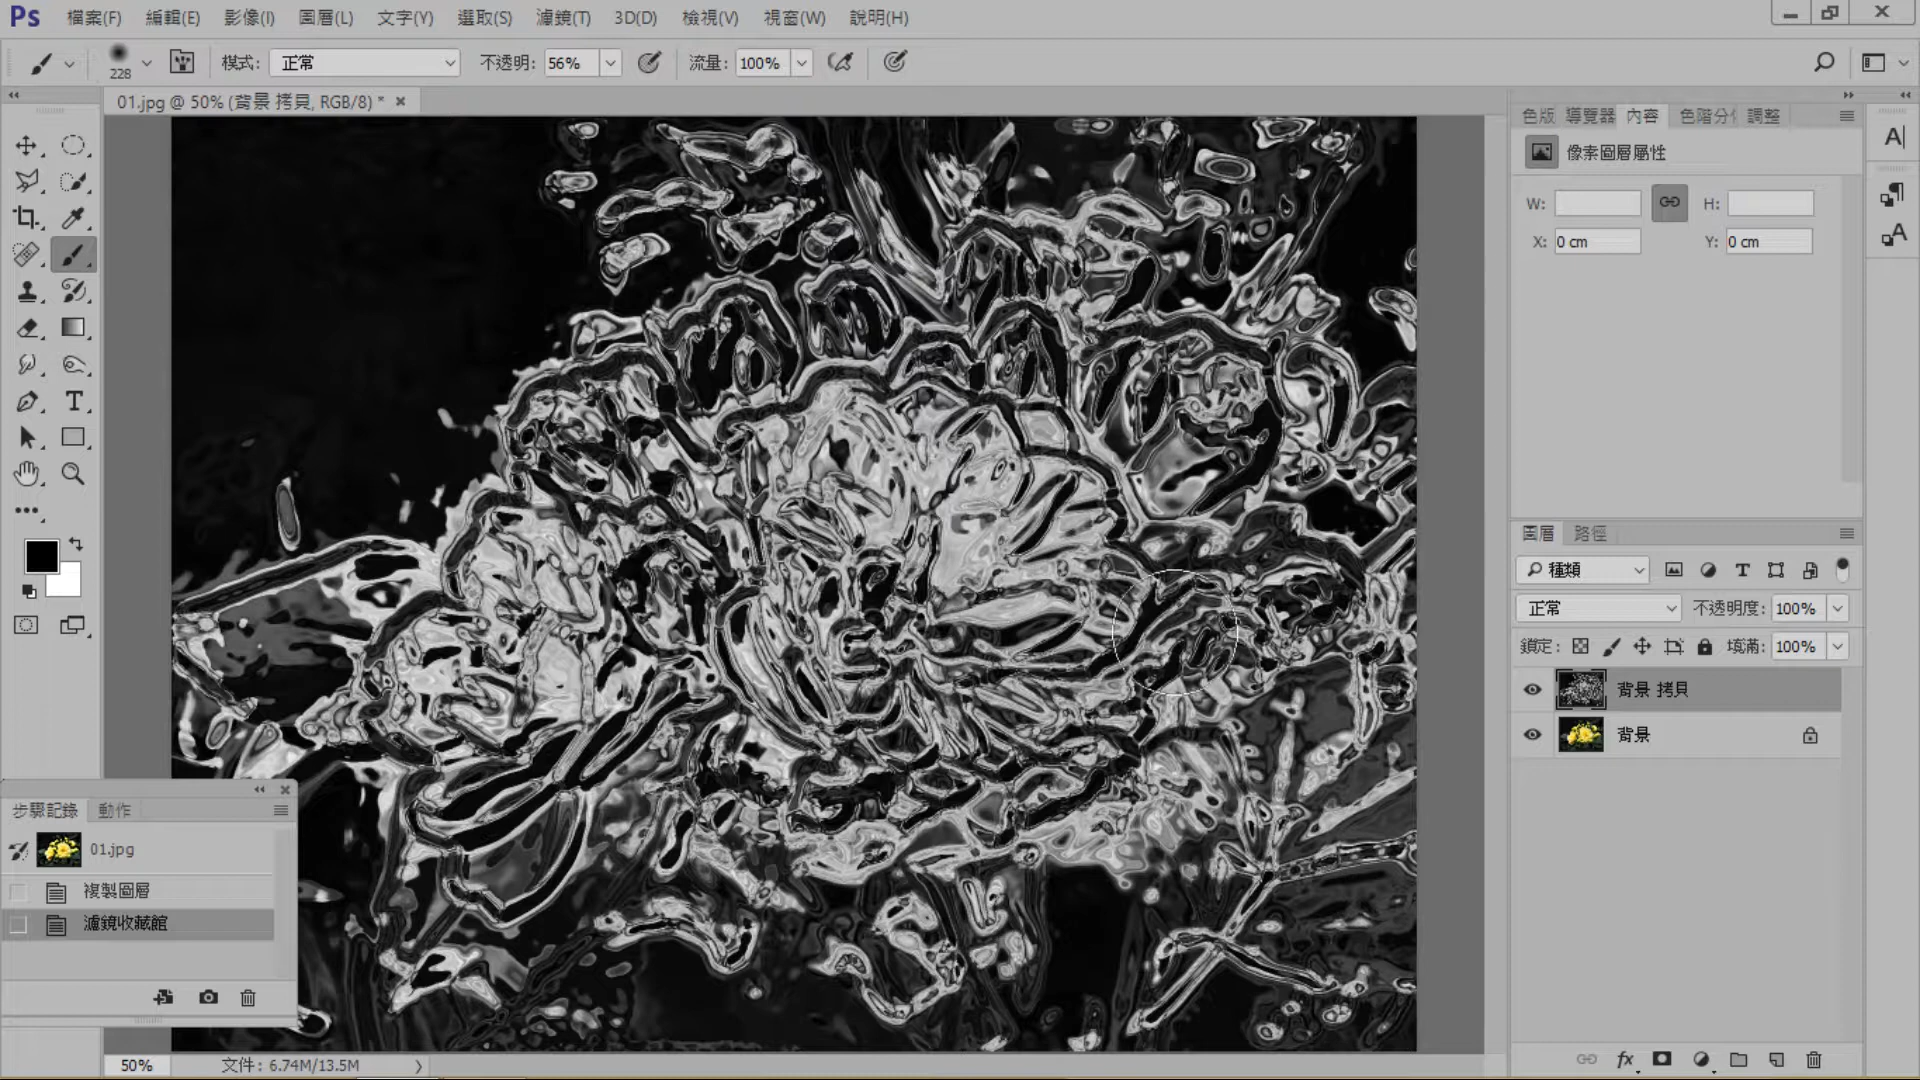 Ps 檔案(F) 編輯(E) 影像(I) 圖層(L) 文字(Y) 選取(S) 濾鏡(T) 3D(D) 檢視(V) 視窗(W) 說明(H)
228 模式: 正常 不透明: 56% 流量: 100%
01.jpg @ 50% (背景 拷貝, RGB/8) *
色版 導覽器 內容 色階分 調整
像素圖層屬性
W: H:
X: 0 cm Y: 0 cm
圖層 路徑
種類
正常 不透明度: 100%
鎖定: 填滿: 100%
背景 拷貝
背景
步驟記錄 動作
01.jpg
複製圖層
濾鏡收藏館
50% 文件: 6.74M/13.5M